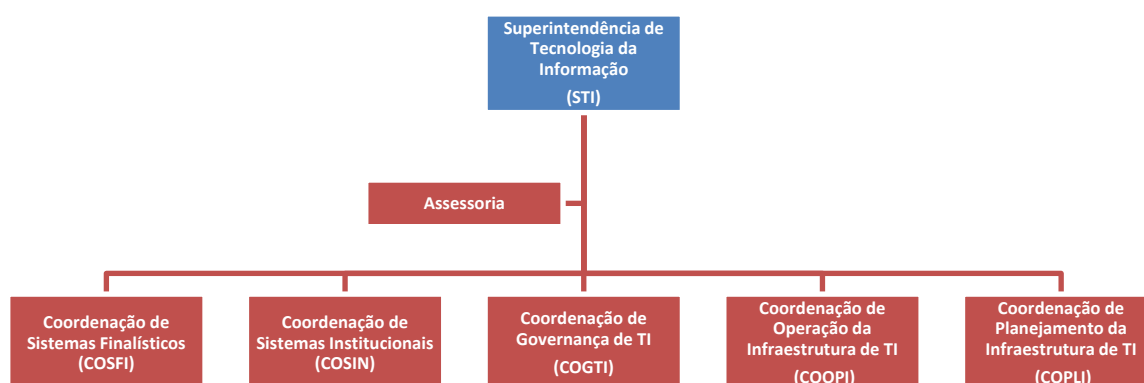 Superintendência de
Tecnologia da
Informação
(STI)
Assessoria
Coordenação de
Sistemas Finalísticos
(COSFI)
Coordenação de
Sistemas Institucionais
(COSIN)
Coordenação de
Governança de TI
(COGTI)
Coordenação de
Operação da
Infraestrutura de TI
(COOPI)
Coordenação de
Planejamento da
Infraestrutura de TI
(COPLI)